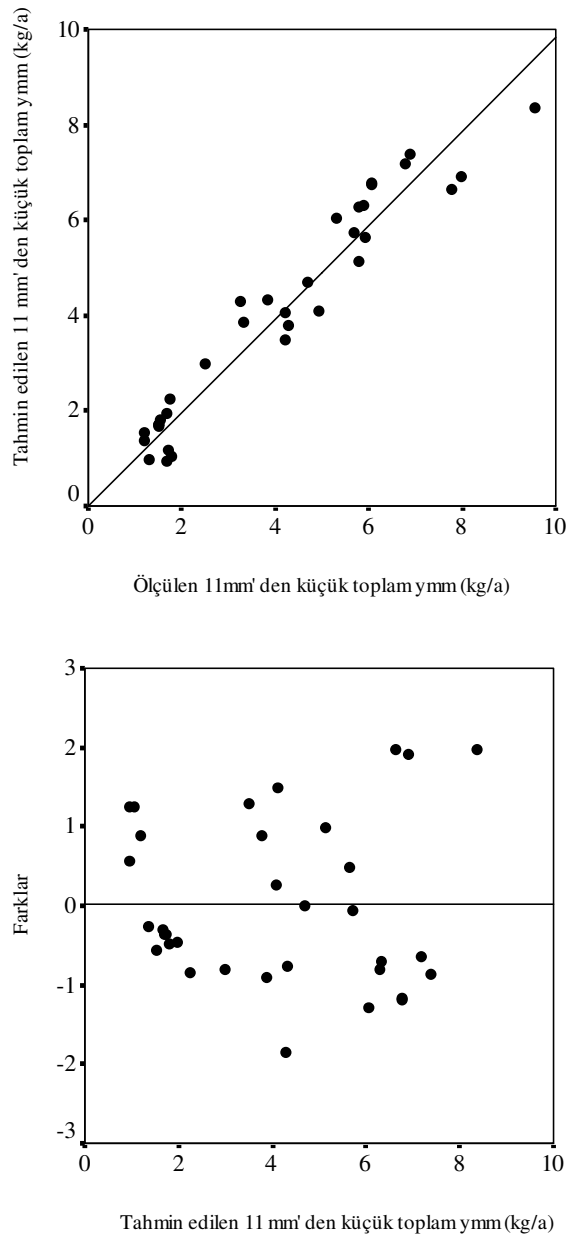 Tahmin edilen 11 mm' den küçük toplam ymm (kg/a)
10
8
6
4
2
0
0 2 4 6 8 10
Ölçülen 11mm' den küçük toplam ymm (kg/a)
Farklar
3
2
1
0
-1
-2
-3
0 2 4 6 8 10
Tahmin edilen 11 mm' den küçük toplam ymm (kg/a)